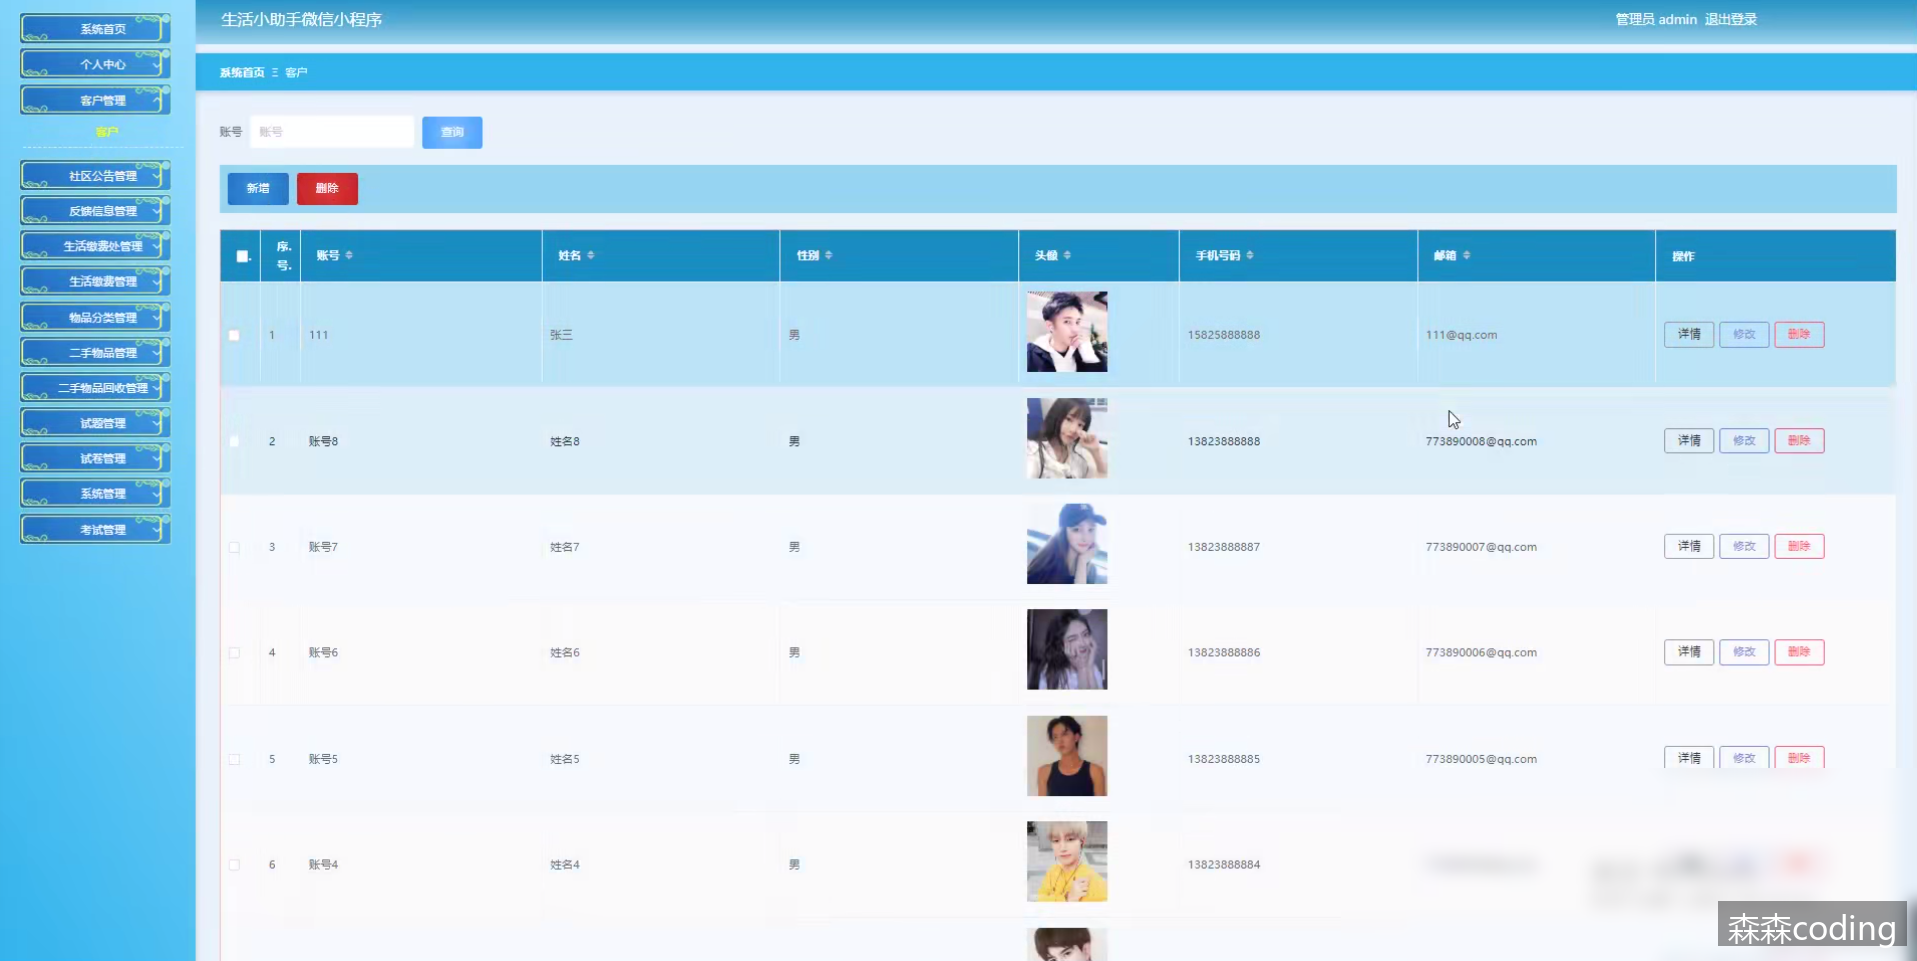 生活小助手微信小程序
管理员 admin 退出登录
系统首页
个人中心
客户管理
客户
社区公告管理
反馈信息管理
生活缴费处管理
生活缴费管理
物品分类管理
二手物品管理
二手物品回收管理
试题管理
试卷管理
系统管理
考试管理
系统首页 Ξ 客户
账号 账号 查询
新增 删除
序号. 账号 姓名 性别 头像 手机号码 邮箱 操作
1 111 张三 男 15825888888 111@qq.com 详情 修改 删除
2 账号8 姓名8 男 13823888888 773890008@qq.com 详情 修改 删除
3 账号7 姓名7 男 13823888887 773890007@qq.com 详情 修改 删除
4 账号6 姓名6 男 13823888886 773890006@qq.com 详情 修改 删除
5 账号5 姓名5 男 13823888885 773890005@qq.com 详情 修改 删除
6 账号4 姓名4 男 13823888884
森森coding